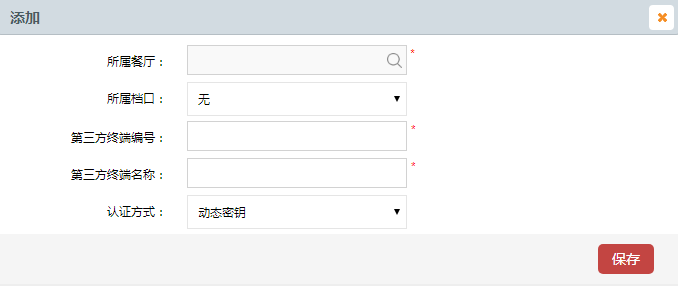 添加
所属餐厅： *
所属档口： 无
第三方终端编号： *
第三方终端名称： *
认证方式： 动态密钥
保存